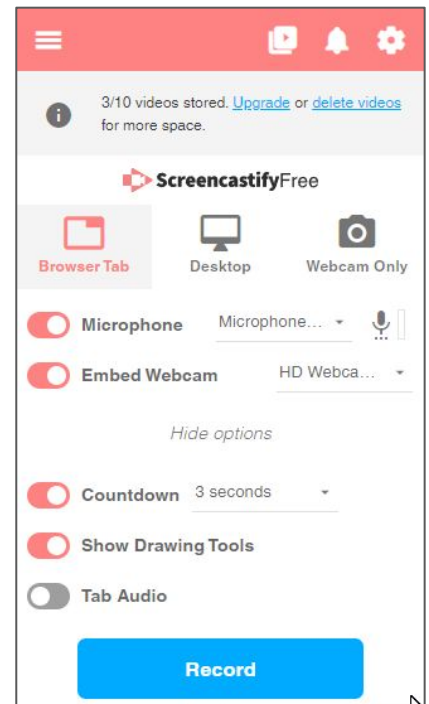 3/10 videos stored. Upgrade or delete videos
for more space.
ScreencastifyFree
Browser Tab Desktop Webcam Only
Microphone Microphone...
Embed Webcam HD Webca...
Hide options
Countdown 3 seconds
Show Drawing Tools
Tab Audio
Record